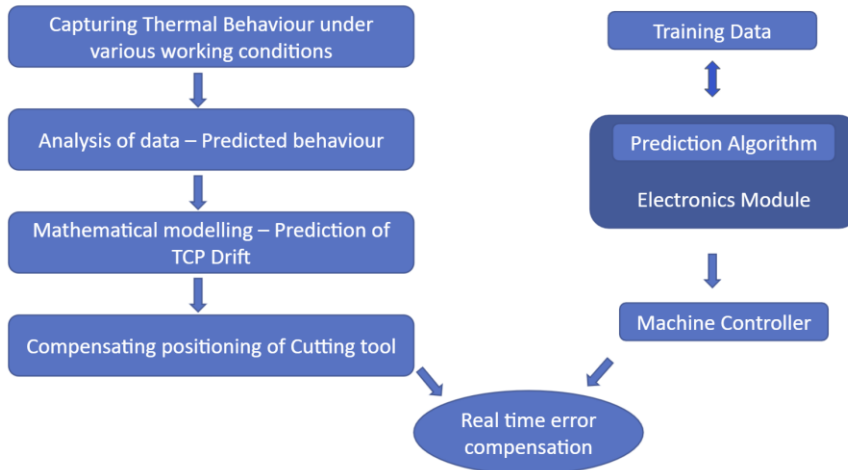 Capturing Thermal Behaviour under
various working conditions
Analysis of data – Predicted behaviour
Mathematical modelling – Prediction of
TCP Drift
Compensating positioning of Cutting tool
Training Data
Prediction Algorithm
Electronics Module
Machine Controller
Real time error
compensation